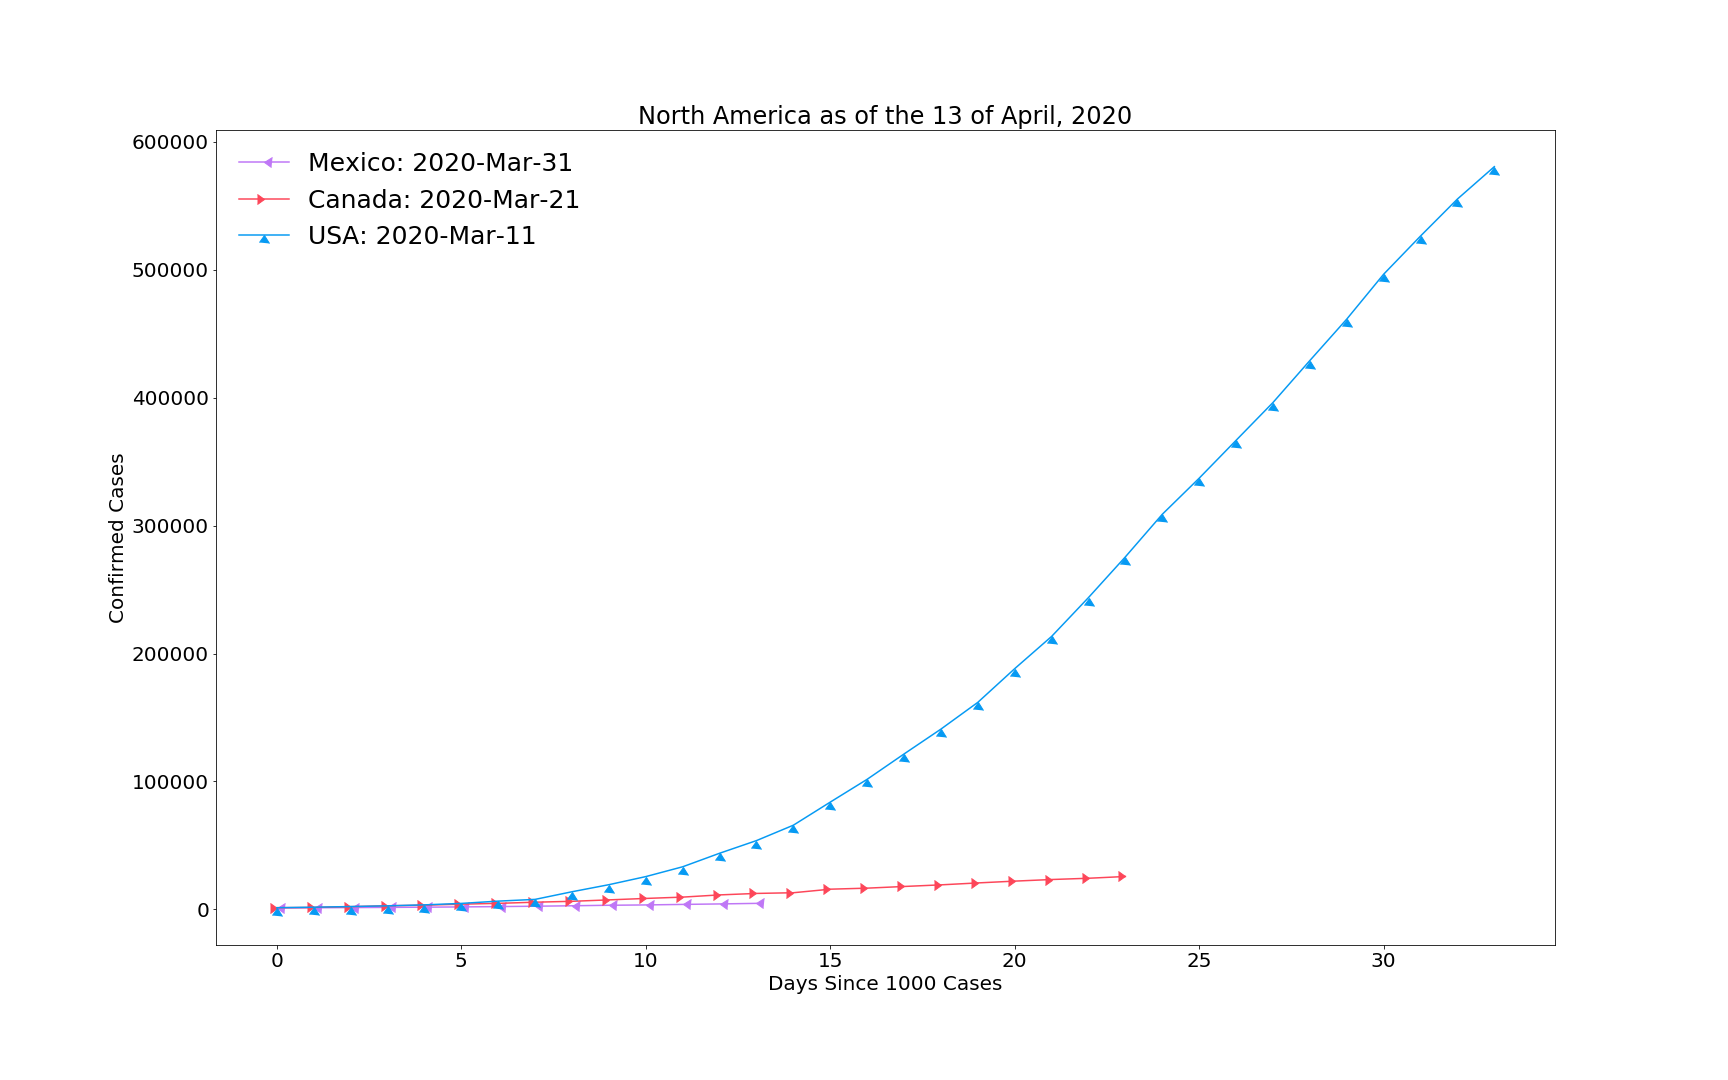 North America as of the 13 of April, 2020
Mexico: 2020-Mar-31
Canada: 2020-Mar-21
USA: 2020-Mar-11
600000
500000
400000
300000
200000
100000
0
Confirmed Cases
0 5 10 15 20 25 30
Days Since 1000 Cases